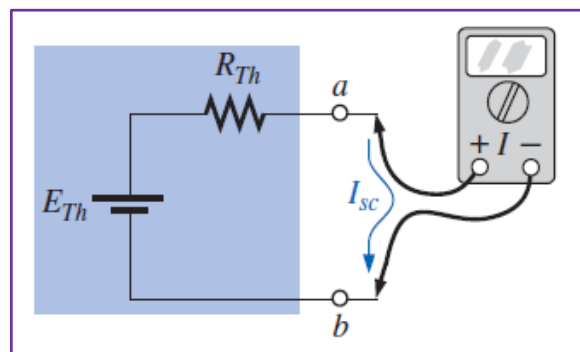 R_Th
a
+ I −
E_Th
I_sc
b